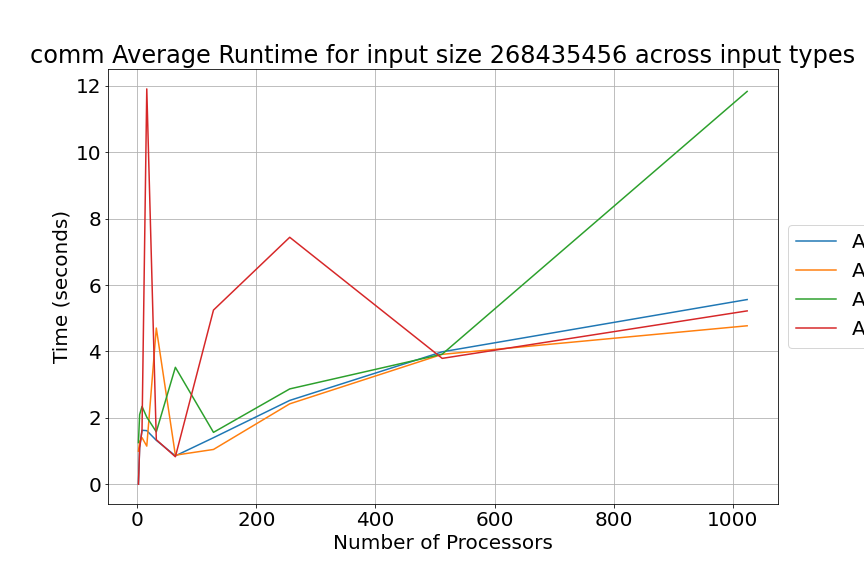 comm Average Runtime for input size 268435456 across input types
12
10
8
6
4
2
0
Time (seconds)
0 200 400 600 800 1000
Number of Processors
A
A
A
A